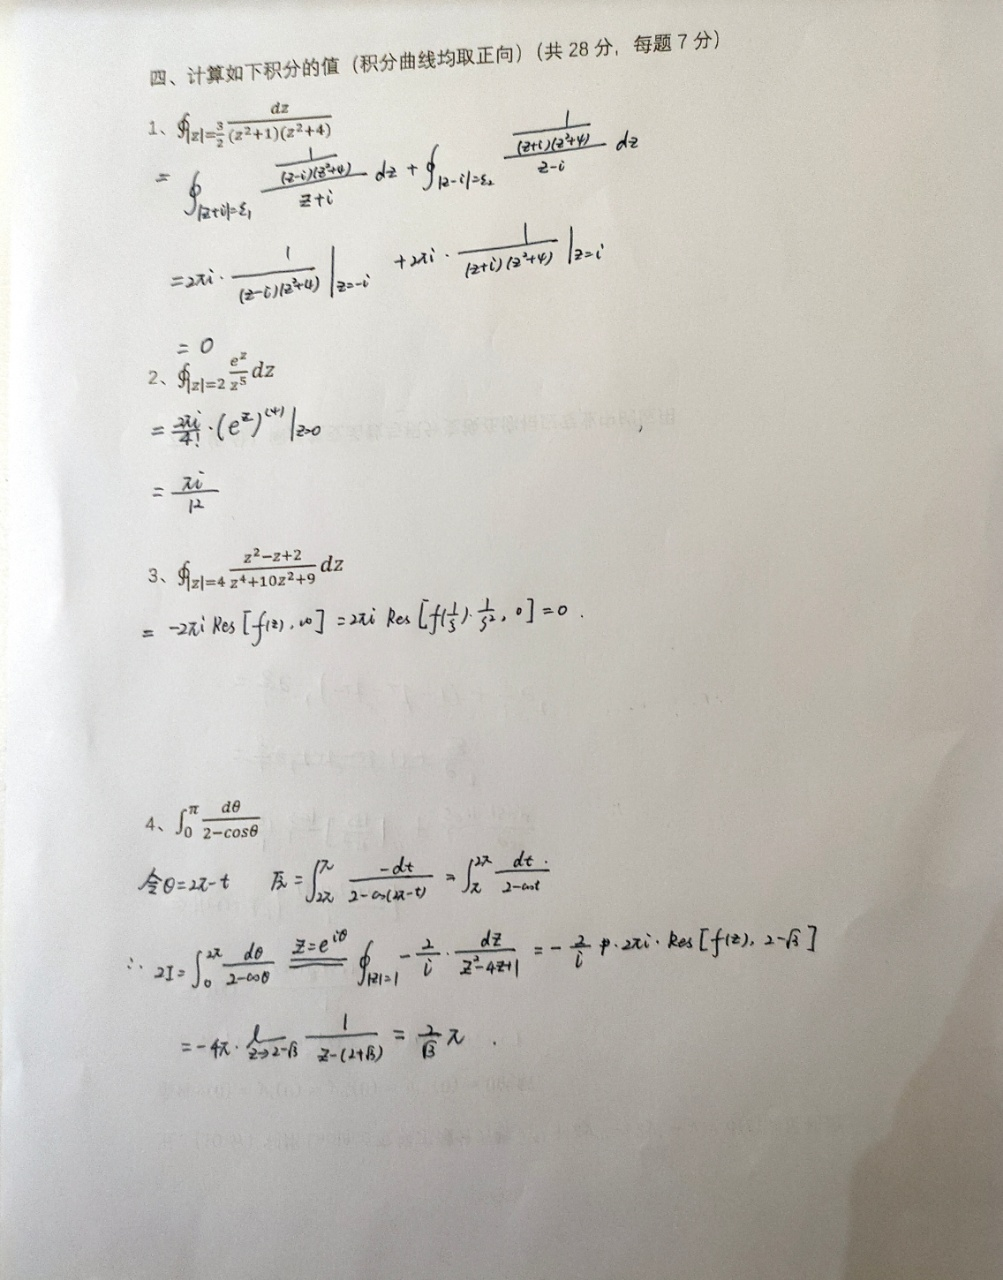 四、计算如下积分的值（积分曲线均取正向）（共 28 分，每题 7 分）
1、∮|z|=3/2 dz/((z²+1)(z²+4))
= ∮|z+i|=ε₁ (1/((z-i)(z²+4)))/(z+i) dz + ∮|z-i|=ε₂ (1/((z+i)(z²+4)))/(z-i) dz
= 2πi · 1/((z-i)(z²+4)) |z=-i + 2πi · 1/((z+i)(z²+4)) |z=i
= 0
2、∮|z|=2 e^z/z⁵ dz
= 2πi/4! · (e^z)^(4) |z=0
= πi/12
3、∮|z|=4 (z²−z+2)/(z⁴+10z²+9) dz
= -2πi Res[f(z), ∞] = 2πi Res[f(1/ζ)·1/ζ², 0] = 0 .
4、∫₀^π dθ/(2−cosθ)
令θ=2π-t 原=∫_{2π}^{π} -dt/(2-cos(2π-t)) = ∫_π^{2π} dt/(2-cost) .
∴ 2I=∫₀^{2π} dθ/(2-cosθ) z=e^{iθ} ∮|z|=1 -2/i · dz/(z²-4z+1) = -2/i · 2πi · Res[f(z), 2-√3]
= -4π · l z→2-√3 1/(z-(2+√3)) = 2/√3 π .